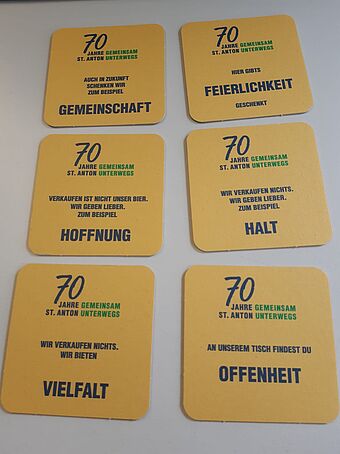 70
JAHRE GEMEINSAM
ST. ANTON UNTERWEGS
AUCH IN ZUKUNFT
SCHENKEN WIR
ZUM BEISPIEL
GEMEINSCHAFT
70
JAHRE GEMEINSAM
ST. ANTON UNTERWEGS
HIER GIBTS
FEIERLICHKEIT
GESCHENKT
70
JAHRE GEMEINSAM
ST. ANTON UNTERWEGS
VERKAUFEN IST NICHT UNSER BIER.
WIR GEBEN LIEBER.
ZUM BEISPIEL
HOFFNUNG
70
JAHRE GEMEINSAM
ST. ANTON UNTERWEGS
WIR VERKAUFEN NICHTS.
WIR GEBEN LIEBER.
ZUM BEISPIEL
HALT
70
JAHRE GEMEINSAM
ST. ANTON UNTERWEGS
WIR VERKAUFEN NICHTS.
WIR BIETEN
VIELFALT
70
JAHRE GEMEINSAM
ST. ANTON UNTERWEGS
AN UNSEREM TISCH FINDEST DU
OFFENHEIT